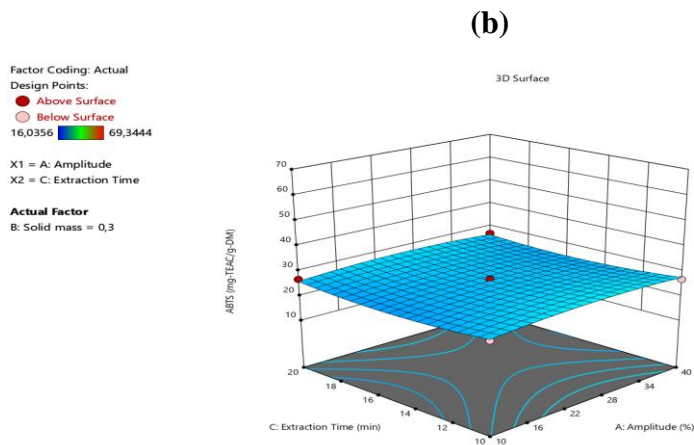 (b)
Factor Coding: Actual
Design Points:
Above Surface
Below Surface
16,0356 69,3444
X1 = A: Amplitude
X2 = C: Extraction Time
Actual Factor
B: Solid mass = 0,3
3D Surface
70
60
50
40
30
20
10
ABTS (mg-TEAC/g-DM)
20
18
16
14
12
10
C: Extraction Time (min)
10
16
22
28
34
40
A: Amplitude (%)